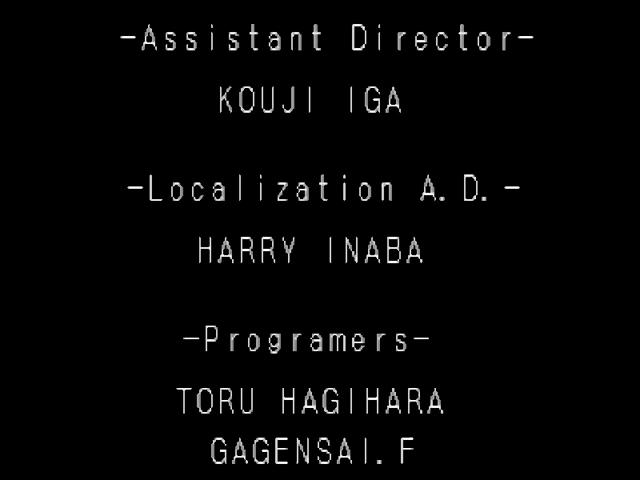 -Assistant Director-
KOUJI IGA
-Localization A.D.-
HARRY INABA
-Programers-
TORU HAGIHARA
GAGENSAI.F